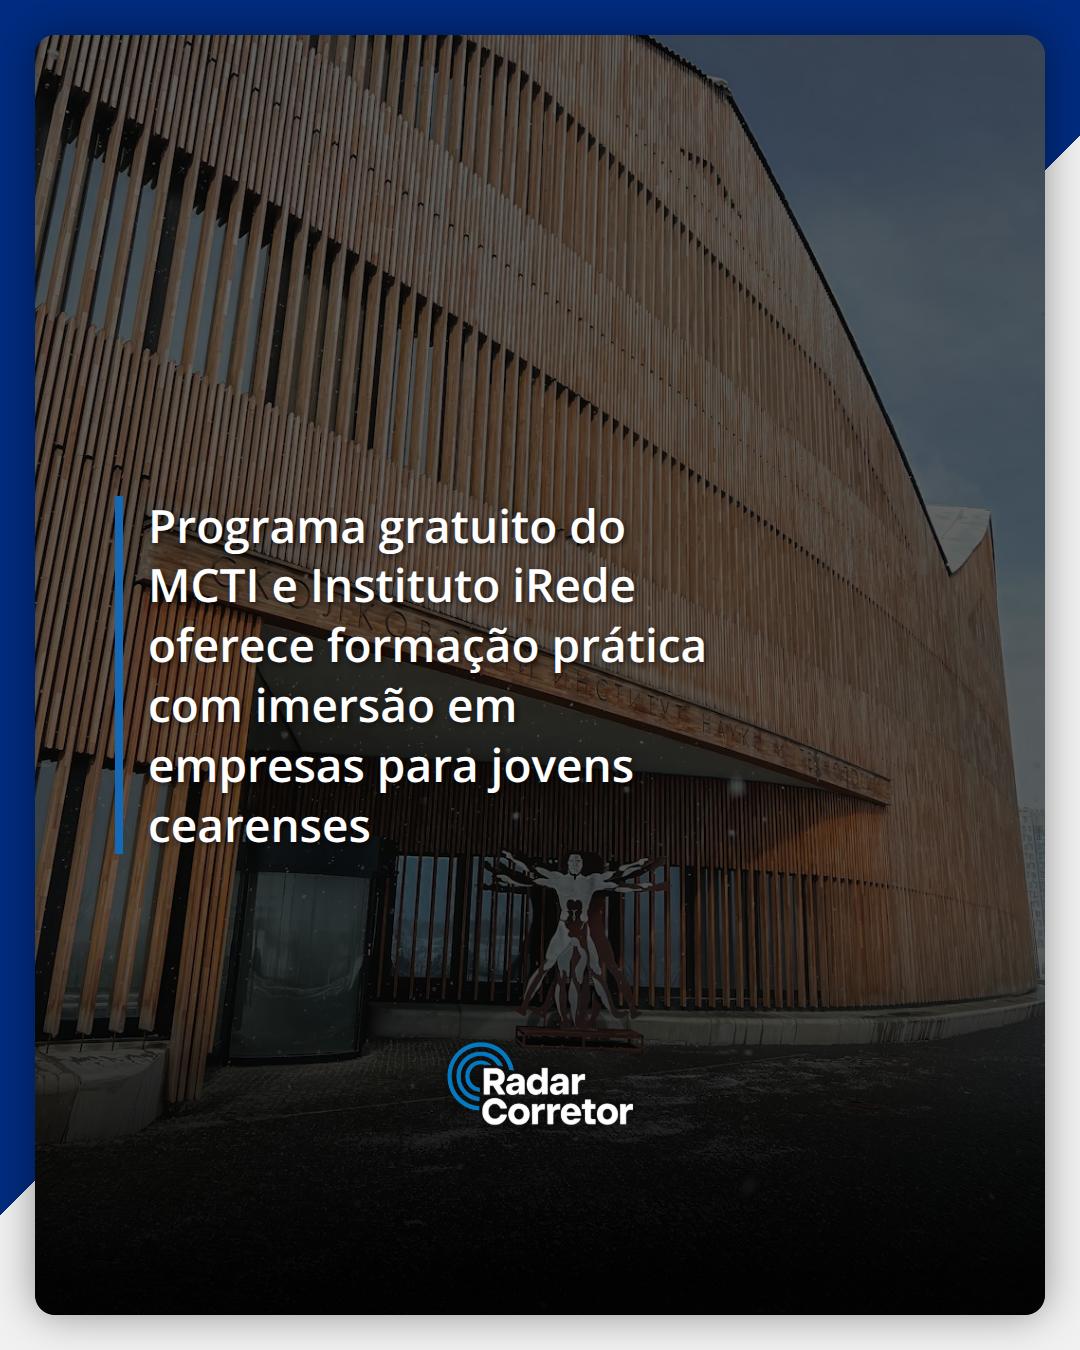 Programa gratuito do
MCTI e Instituto iRede
oferece formação prática
com imersão em
empresas para jovens
cearenses
Radar
Corretor